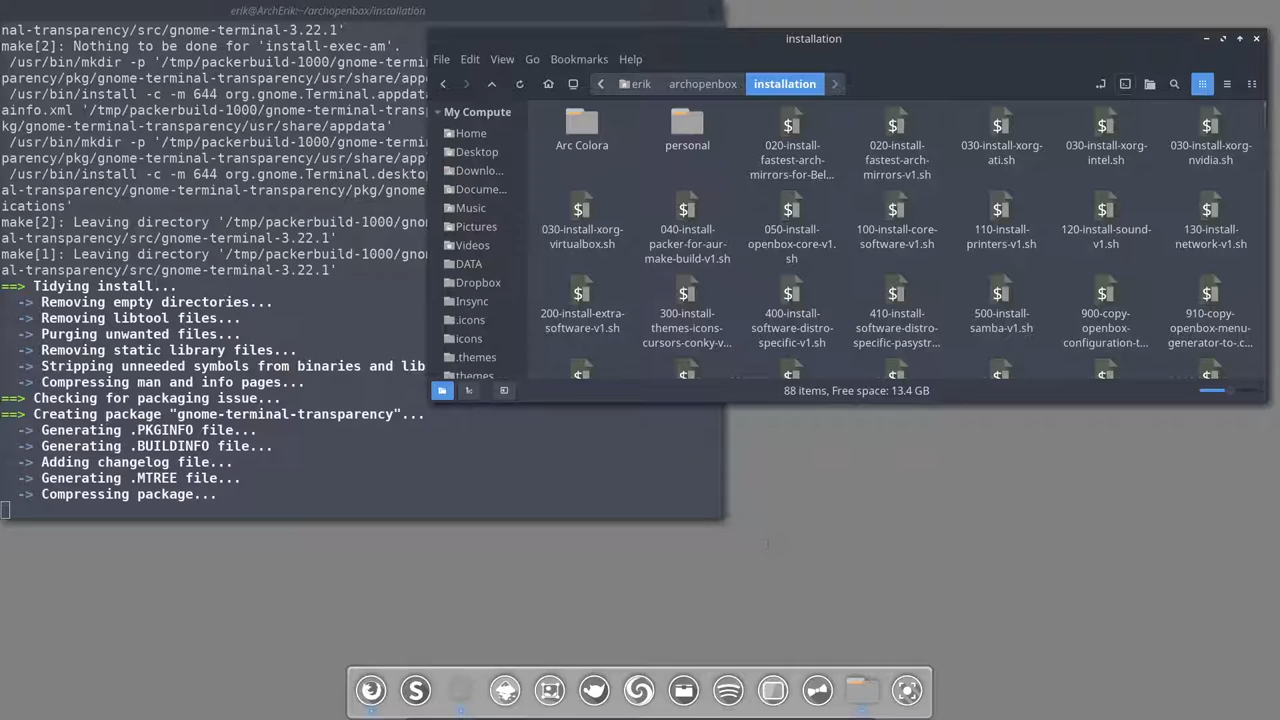 erik@ArchErik:~/archopenbox/installation
nal-transparency/src/gnome-terminal-3.22.1'
make[2]: Nothing to be done for 'install-exec-am'.
/usr/bin/mkdir -p '/tmp/packerbuild-1000/gnome-term
parency/pkg/gnome-terminal-transparency/usr/share/app
/usr/bin/install -c -m 644 org.gnome.Terminal.appdat
ainfo.xml '/tmp/packerbuild-1000/gnome-terminal-trans
kg/gnome-terminal-transparency/usr/share/appdata'
/usr/bin/mkdir -p '/tmp/packerbuild-1000/gnome-termi
parency/pkg/gnome-terminal-transparency/usr/share/app
/usr/bin/install -c -m 644 org.gnome.Terminal.deskto
al-transparency/gnome-terminal-transparency/pkg/gnome
ications'
make[2]: Leaving directory '/tmp/packerbuild-1000/gno
al-transparency/src/gnome-terminal-3.22.1'
make[1]: Leaving directory '/tmp/packerbuild-1000/gno
al-transparency/src/gnome-terminal-3.22.1'
==> Tidying install...
-> Removing empty directories...
-> Removing libtool files...
-> Purging unwanted files...
-> Removing static library files...
-> Stripping unneeded symbols from binaries and lib
-> Compressing man and info pages...
==> Checking for packaging issue...
==> Creating package "gnome-terminal-transparency"...
-> Generating .PKGINFO file...
-> Generating .BUILDINFO file...
-> Adding changelog file...
-> Generating .MTREE file...
-> Compressing package...
installation
File Edit View Go Bookmarks Help
erik archopenbox installation
My Compute
Home
Desktop
Downlo...
Docume...
Music
Pictures
Videos
DATA
Dropbox
Insync
.icons
icons
.themes
themes
Arc Colora
personal
020-install-
fastest-arch-
mirrors-for-Bel...
020-install-
fastest-arch-
mirrors-v1.sh
030-install-xorg-
ati.sh
030-install-xorg-
intel.sh
030-install-xorg-
nvidia.sh
030-install-xorg-
virtualbox.sh
040-install-
packer-for-aur-
make-build-v1.sh
050-install-
openbox-core-v1.
sh
100-install-core-
software-v1.sh
110-install-
printers-v1.sh
120-install-sound-
v1.sh
130-install-
network-v1.sh
200-install-extra-
software-v1.sh
300-install-
themes-icons-
cursors-conky-v...
400-install-
software-distro-
specific-v1.sh
410-install-
software-distro-
specific-pasystr...
500-install-
samba-v1.sh
900-copy-
openbox-
configuration-t...
910-copy-
openbox-menu-
generator-to-.c...
88 items, Free space: 13.4 GB